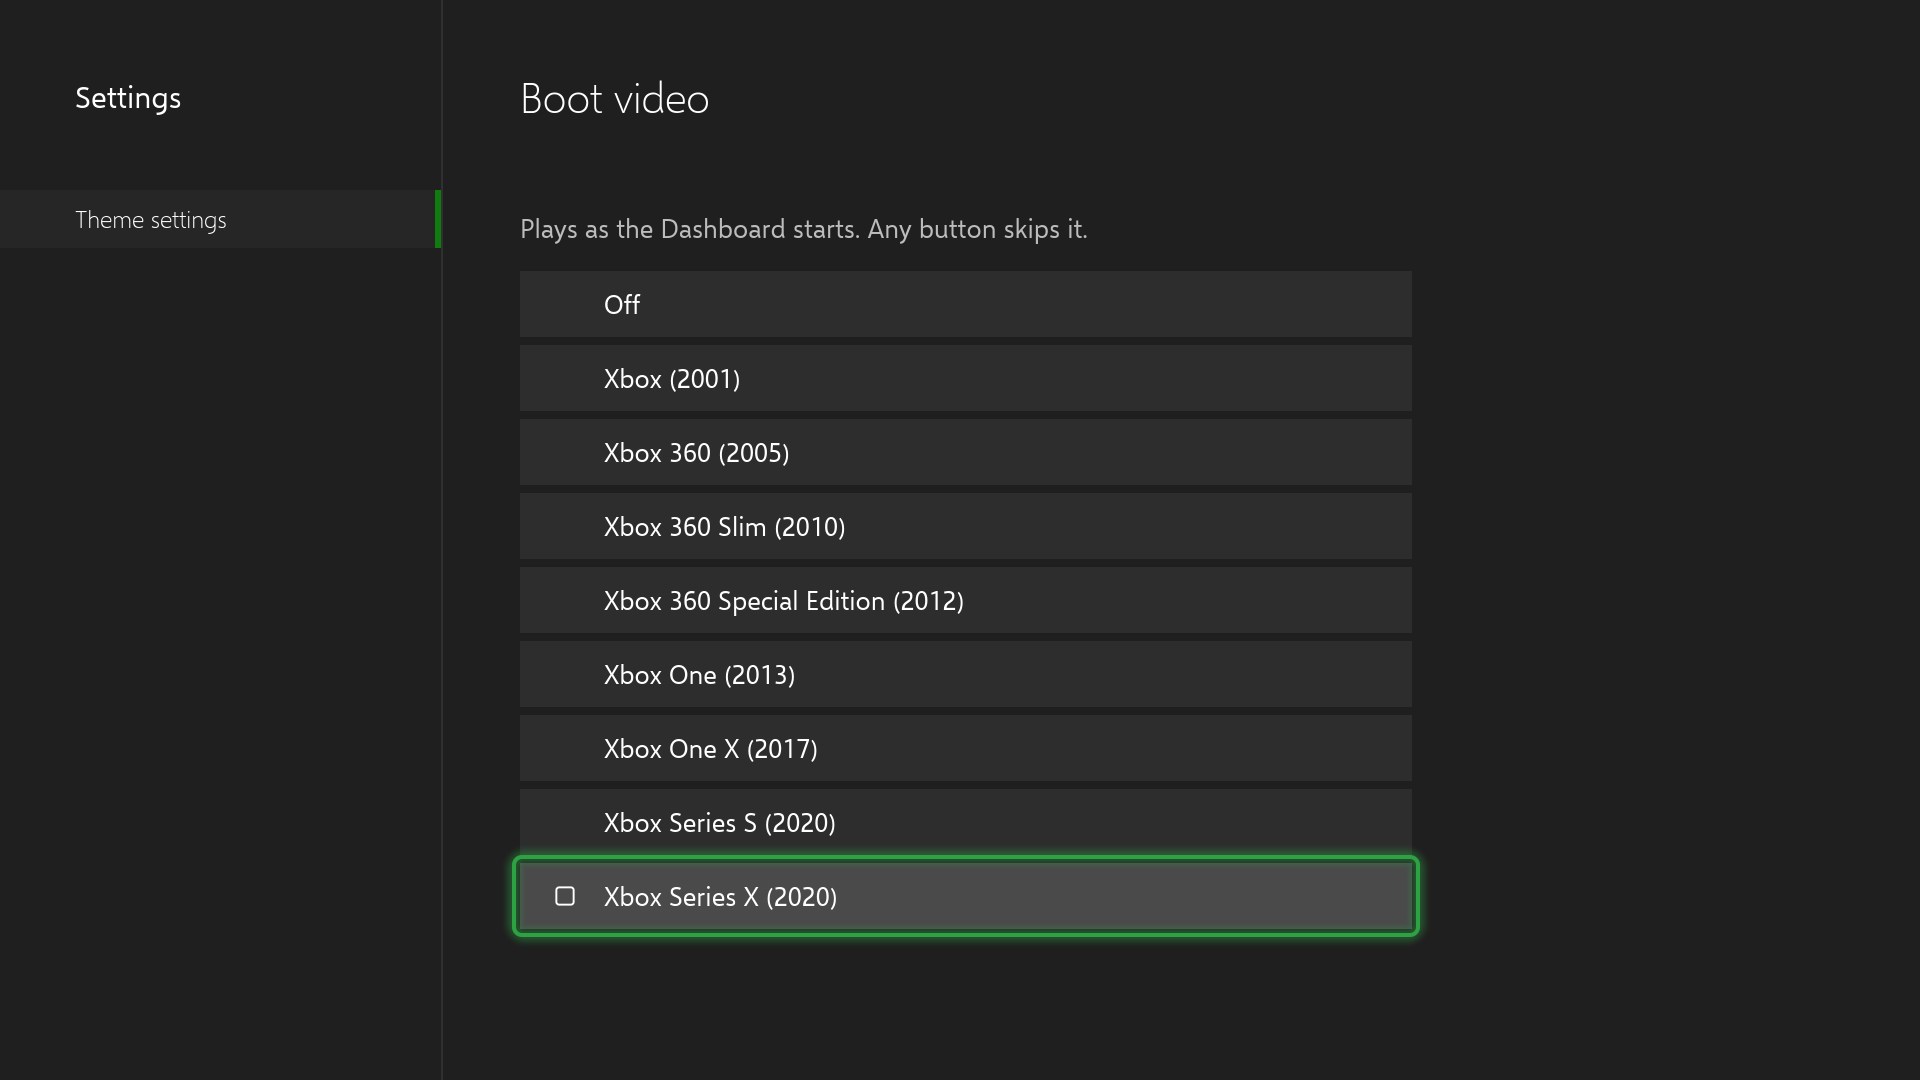 Settings
Theme settings
Boot video
Plays as the Dashboard starts. Any button skips it.
Off
Xbox (2001)
Xbox 360 (2005)
Xbox 360 Slim (2010)
Xbox 360 Special Edition (2012)
Xbox One (2013)
Xbox One X (2017)
Xbox Series S (2020)
Xbox Series X (2020)